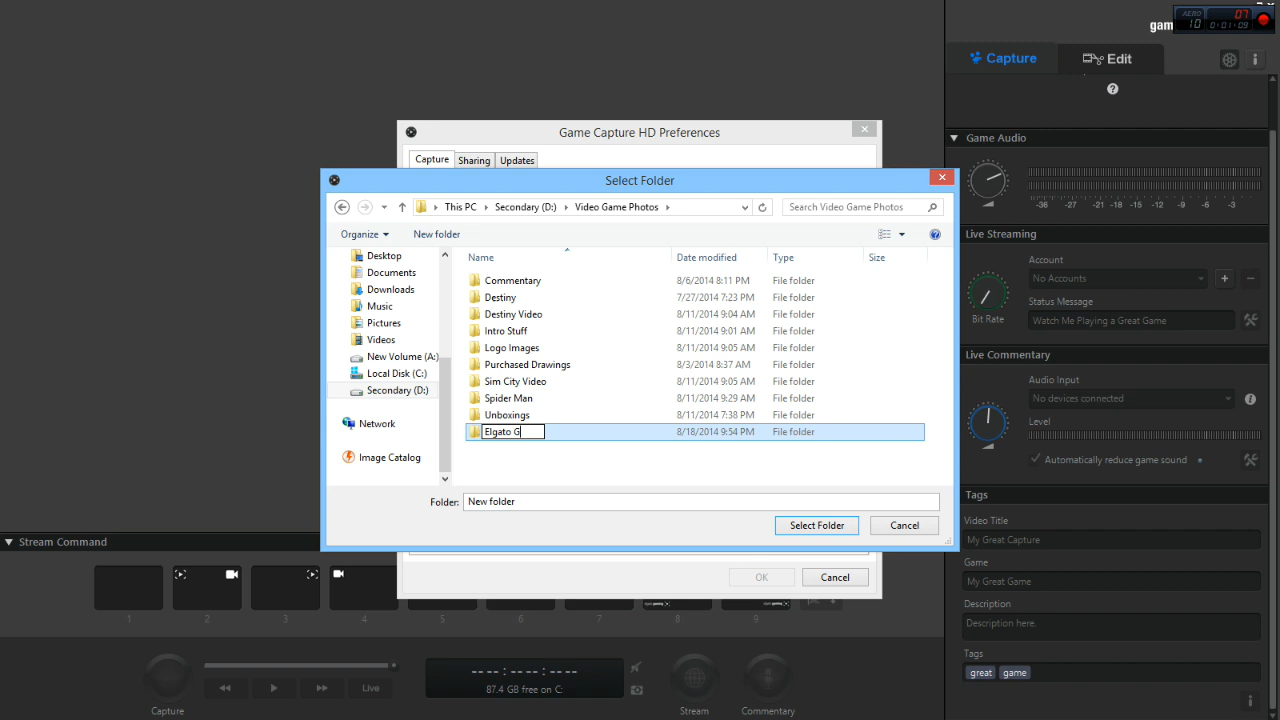 gam
AERO
10
07
0:01:09
Capture
Edit
Game Capture HD Preferences
Capture
Sharing
Updates
Select Folder
This PC
Secondary (D:)
Video Game Photos
Search Video Game Photos
Organize
New folder
Name
Date modified
Type
Size
Desktop
Documents
Downloads
Music
Pictures
Videos
New Volume (A:)
Local Disk (C:)
Secondary (D:)
Network
Image Catalog
Commentary 8/6/2014 8:11 PM File folder
Destiny 7/27/2014 7:23 PM File folder
Destiny Video 8/11/2014 9:04 AM File folder
Intro Stuff 8/11/2014 9:01 AM File folder
Logo Images 8/11/2014 9:05 AM File folder
Purchased Drawings 8/3/2014 8:37 AM File folder
Sim City Video 8/11/2014 9:05 AM File folder
Spider Man 8/11/2014 9:29 AM File folder
Unboxings 8/11/2014 7:38 PM File folder
Elgato G 8/18/2014 9:54 PM File folder
Folder: New folder
Select Folder
Cancel
OK
Cancel
Game Audio
-36 -27 -21 -18 -15 -12 -9 -6 -3
Live Streaming
Account
No Accounts
Bit Rate
Status Message
Watch Me Playing a Great Game
Live Commentary
Audio Input
No devices connected
Level
Automatically reduce game sound
Tags
Video Title
My Great Capture
Game
My Great Game
Description
Description here.
Tags
great
game
Stream Command
1 2 3 4 5 6 7 8 9
Live
--:--:--:--
87.4 GB free on C:
Capture
Stream
Commentary